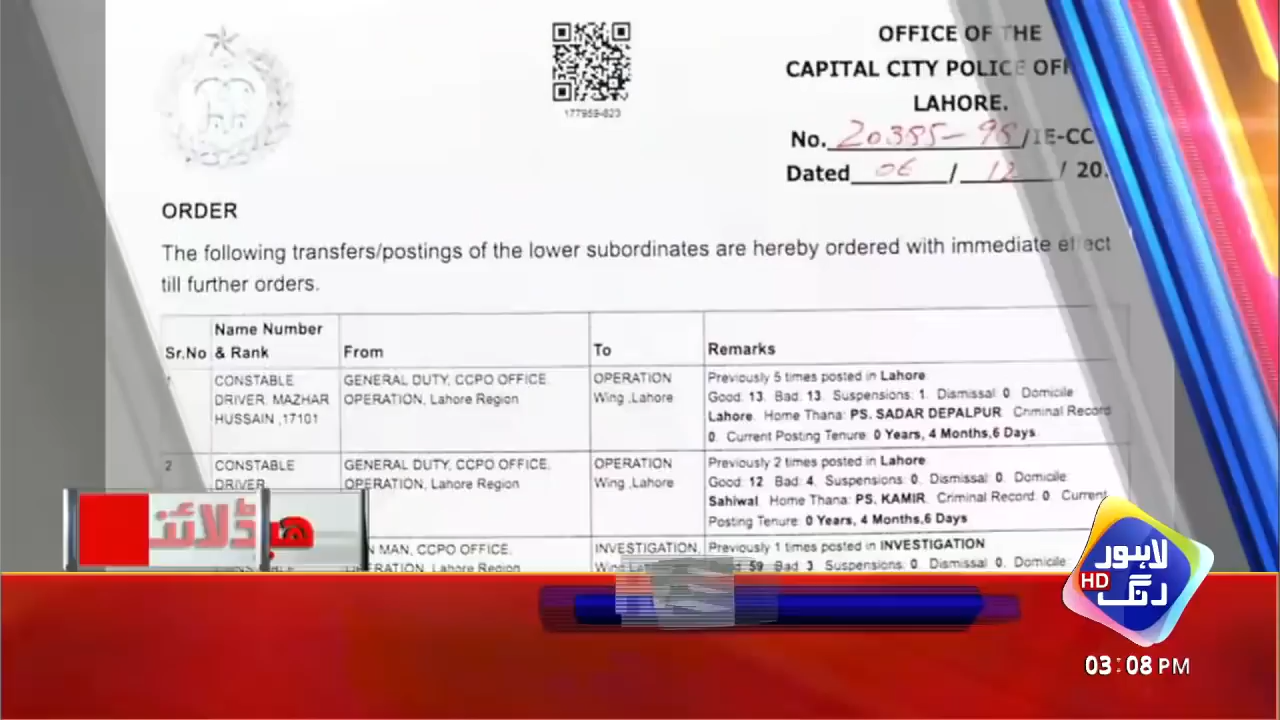 OFFICE OF THE
CAPITAL CITY POLICE OF
LAHORE.
No. 20385-98/IE-CC
Dated 06 / 12 / 20
177959-823
ORDER
The following transfers/postings of the lower subordinates are hereby ordered with immediate effect
till further orders.
Sr.No Name Number & Rank From To Remarks
CONSTABLE DRIVER, MAZHAR HUSSAIN ,17101
GENERAL DUTY, CCPO OFFICE, OPERATION, Lahore Region
OPERATION Wing ,Lahore
Previously 5 times posted in Lahore
Good: 13, Bad: 13, Suspensions: 1, Dismissal: 0, Domicile
Lahore, Home Thana: PS. SADAR DEPALPUR, Criminal Record
0, Current Posting Tenure: 0 Years, 4 Months,6 Days
2
CONSTABLE DRIVER,
GENERAL DUTY, CCPO OFFICE, OPERATION, Lahore Region
OPERATION Wing ,Lahore
Previously 2 times posted in Lahore
Good: 12, Bad: 4, Suspensions: 0, Dismissal: 0, Domicile:
Sahiwal, Home Thana: PS. KAMIR, Criminal Record: 0, Current
Posting Tenure: 0 Years, 4 Months,6 Days
N MAN, CCPO OFFICE,
Lahore Region
INVESTIGATION,
Previously 1 times posted in INVESTIGATION
59, Bad: 3, Suspensions: 0, Dismissal: 0, Domicile:
ہیڈلائنز
لاہور
رنگ
HD
03:08 PM